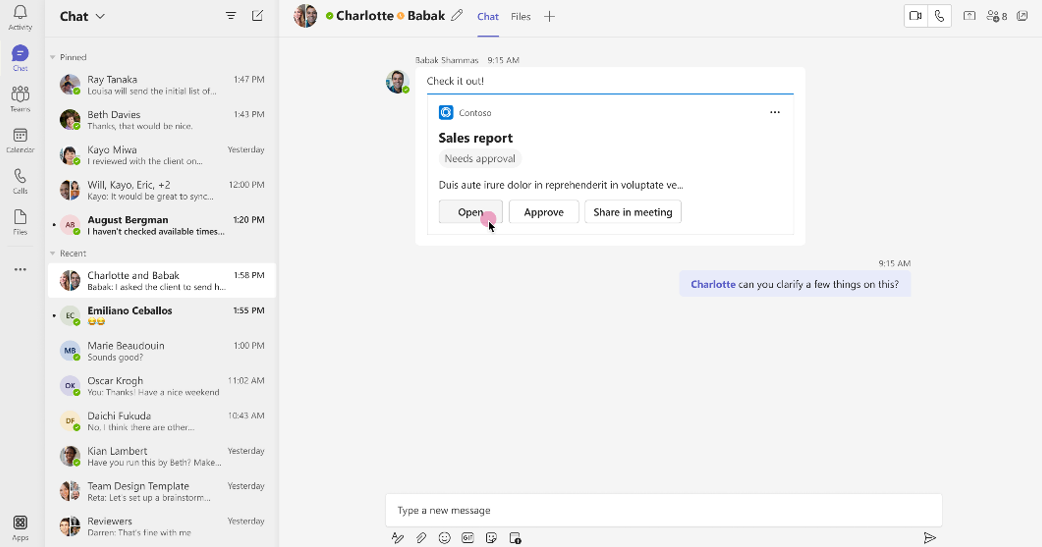 Activity
Chat
Teams
Calendar
Calls
Files
Apps
Chat
Pinned
Ray Tanaka 1:47 PM
Louisa will send the initial list of...
Beth Davies 1:43 PM
Thanks, that would be nice.
Kayo Miwa Yesterday
I reviewed with the client on...
Will, Kayo, Eric, +2 12:00 PM
Kayo: It would be great to sync...
AB
August Bergman 1:20 PM
I haven't checked available times...
Recent
Charlotte and Babak 1:58 PM
Babak: I asked the client to send h...
EC
Emiliano Ceballos 1:55 PM
😂😂
MB
Marie Beaudouin 1:00 PM
Sounds good?
OK
Oscar Krogh 11:02 AM
You: Thanks! Have a nice weekend
DF
Daichi Fukuda 10:43 AM
No, I think there are other...
Kian Lambert Yesterday
Have you run this by Beth? Make...
Team Design Template Yesterday
Reta: Let's set up a brainstorm...
Reviewers Yesterday
Darren: That's fine with me
Charlotte Babak Chat Files
8
Babak Shammas 9:15 AM
Check it out!
Contoso
Sales report
Needs approval
Duis aute irure dolor in reprehenderit in voluptate ve...
Open Approve Share in meeting
9:15 AM
Charlotte can you clarify a few things on this?
Type a new message
GIF